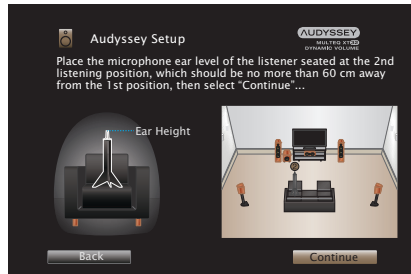 Audyssey Setup
AUDYSSEY
MULTEQ XT32
DYNAMIC VOLUME
Place the microphone ear level of the listener seated at the 2nd
listening position, which should be no more than 60 cm away
from the 1st position, then select “Continue”...
Ear Height
Back
Continue